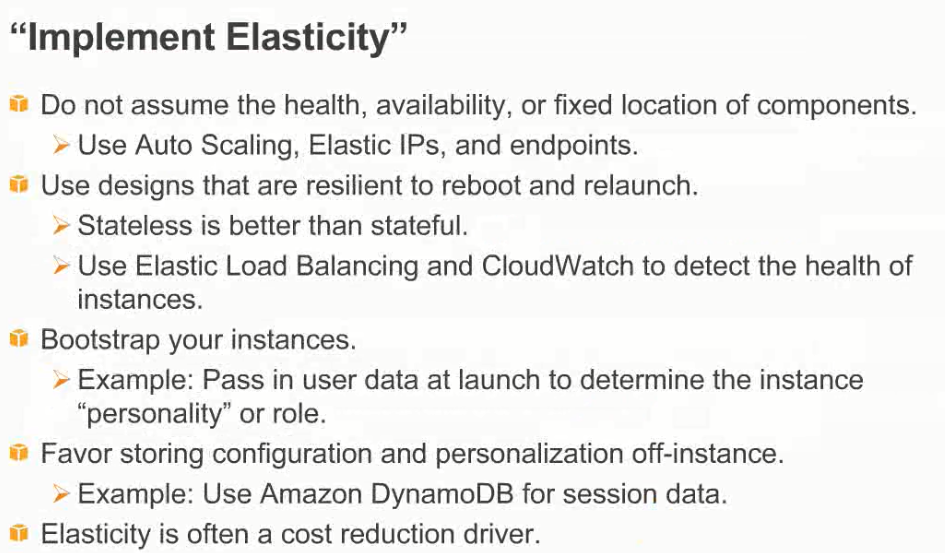 “Implement Elasticity”
Do not assume the health, availability, or fixed location of components.
Use Auto Scaling, Elastic IPs, and endpoints.
Use designs that are resilient to reboot and relaunch.
Stateless is better than stateful.
Use Elastic Load Balancing and CloudWatch to detect the health of
instances.
Bootstrap your instances.
Example: Pass in user data at launch to determine the instance
“personality” or role.
Favor storing configuration and personalization off-instance.
Example: Use Amazon DynamoDB for session data.
Elasticity is often a cost reduction driver.